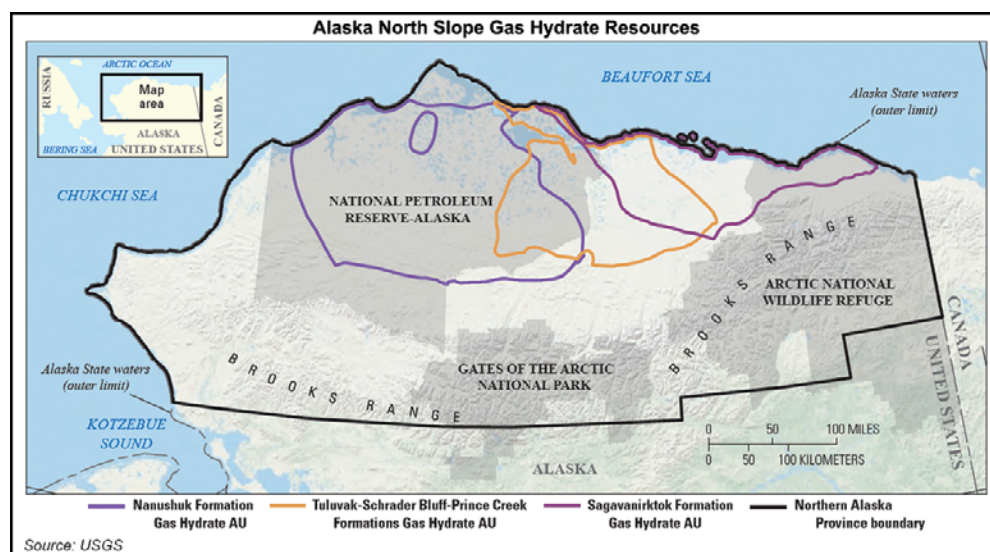 Alaska North Slope Gas Hydrate Resources
ARCTIC OCEAN
RUSSIA
Map
area
CANADA
ALASKA
BERING SEA
UNITED STATES
BEAUFORT SEA
Alaska State waters
(outer limit)
CHUKCHI SEA
NATIONAL PETROLEUM
RESERVE-ALASKA
BROOKS RANGE
ARCTIC NATIONAL
WILDLIFE REFUGE
CANADA
UNITED STATES
GATES OF THE ARCTIC
NATIONAL PARK
BROOKS RANGE
Alaska State waters
(outer limit)
KOTZEBUE
SOUND
ALASKA
0 50 100 MILES
0 50 100 KILOMETERS
Nanushuk Formation
Gas Hydrate AU
Tuluvak-Schrader Bluff-Prince Creek
Formations Gas Hydrate AU
Sagavanirktok Formation
Gas Hydrate AU
Northern Alaska
Province boundary
Source: USGS